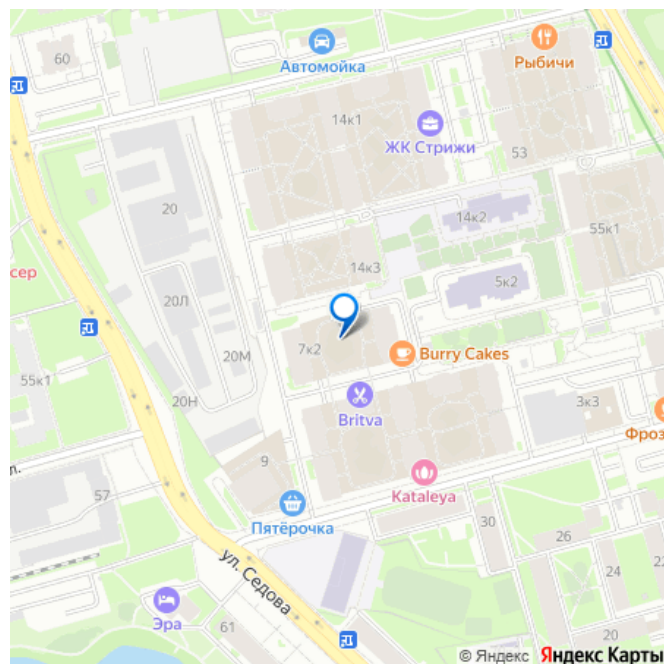 60
Автомойка
Рыбичи
14к1
ЖК Стрижи
53
20
14к2
55к1
сер
14к3
5к2
20Л
7к2
20М
Burry Cakes
55к1
20Н
Britva
3к3
Фроз
9
57
Kataleya
Пятёрочка
30
26
24
22
ул. Седова
Эра
61
20
© Яндекс Яндекс Карты